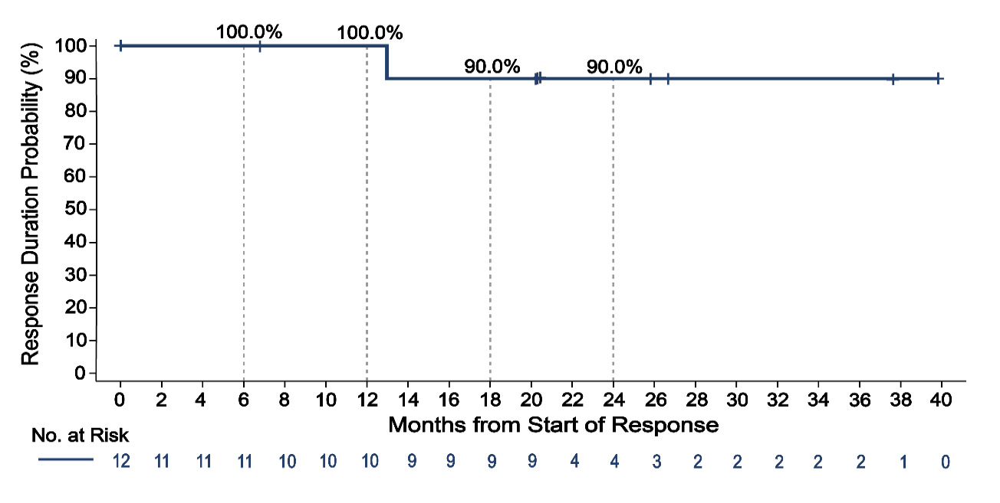 100.0% 100.0%
90.0% 90.0%
Response Duration Probability (%)
100
90
80
70
60
50
40
30
20
10
0
0 2 4 6 8 10 12 14 16 18 20 22 24 26 28 30 32 34 36 38 40
Months from Start of Response
No. at Risk
12 11 11 11 10 10 10 9 9 9 9 4 4 3 2 2 2 2 2 1 0